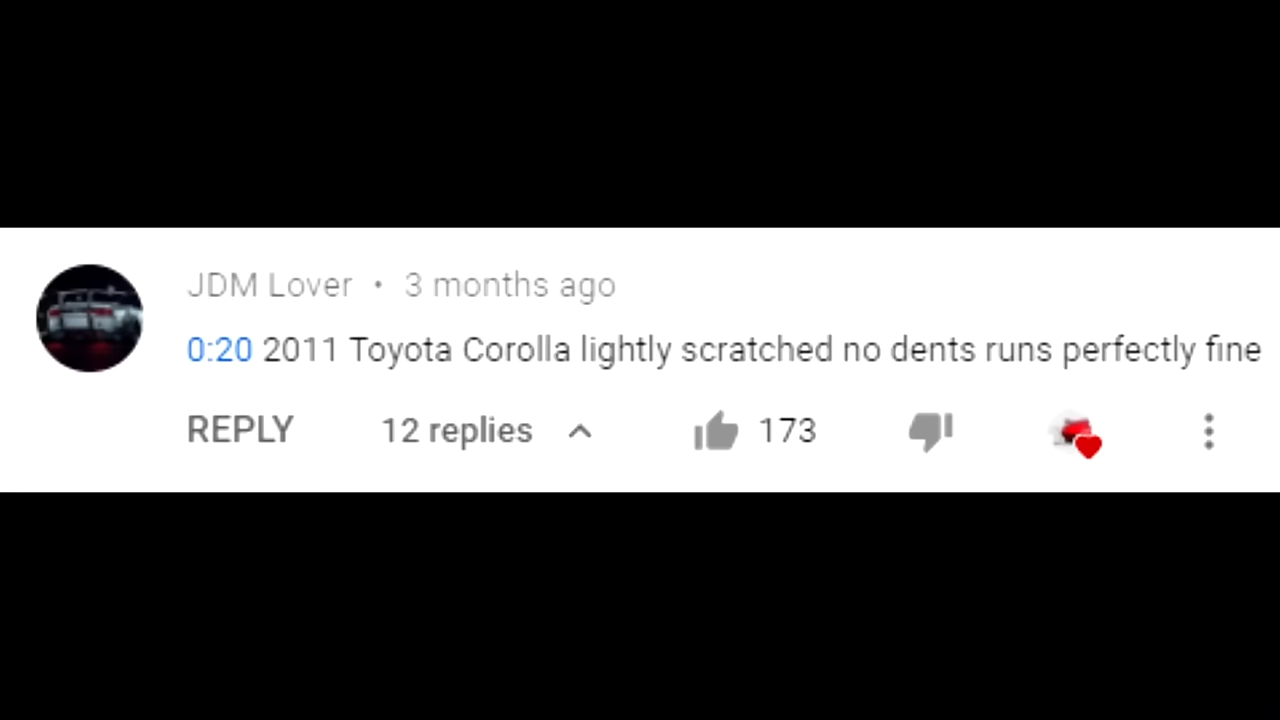 JDM Lover • 3 months ago
0:20 2011 Toyota Corolla lightly scratched no dents runs perfectly fine
REPLY 12 replies 173